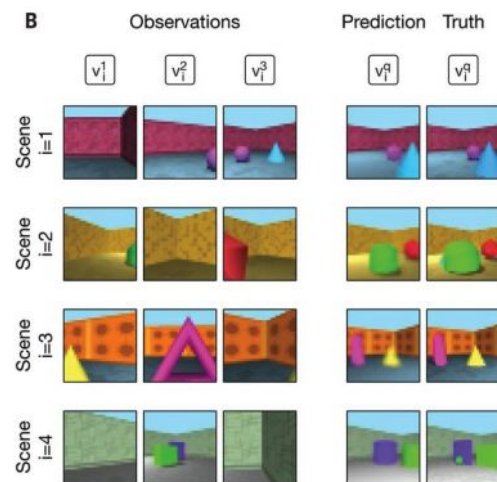 B
Observations Prediction Truth
v_i^1 v_i^2 v_i^3 v_i^q v_i^q
Scene
i=1
Scene
i=2
Scene
i=3
Scene
i=4